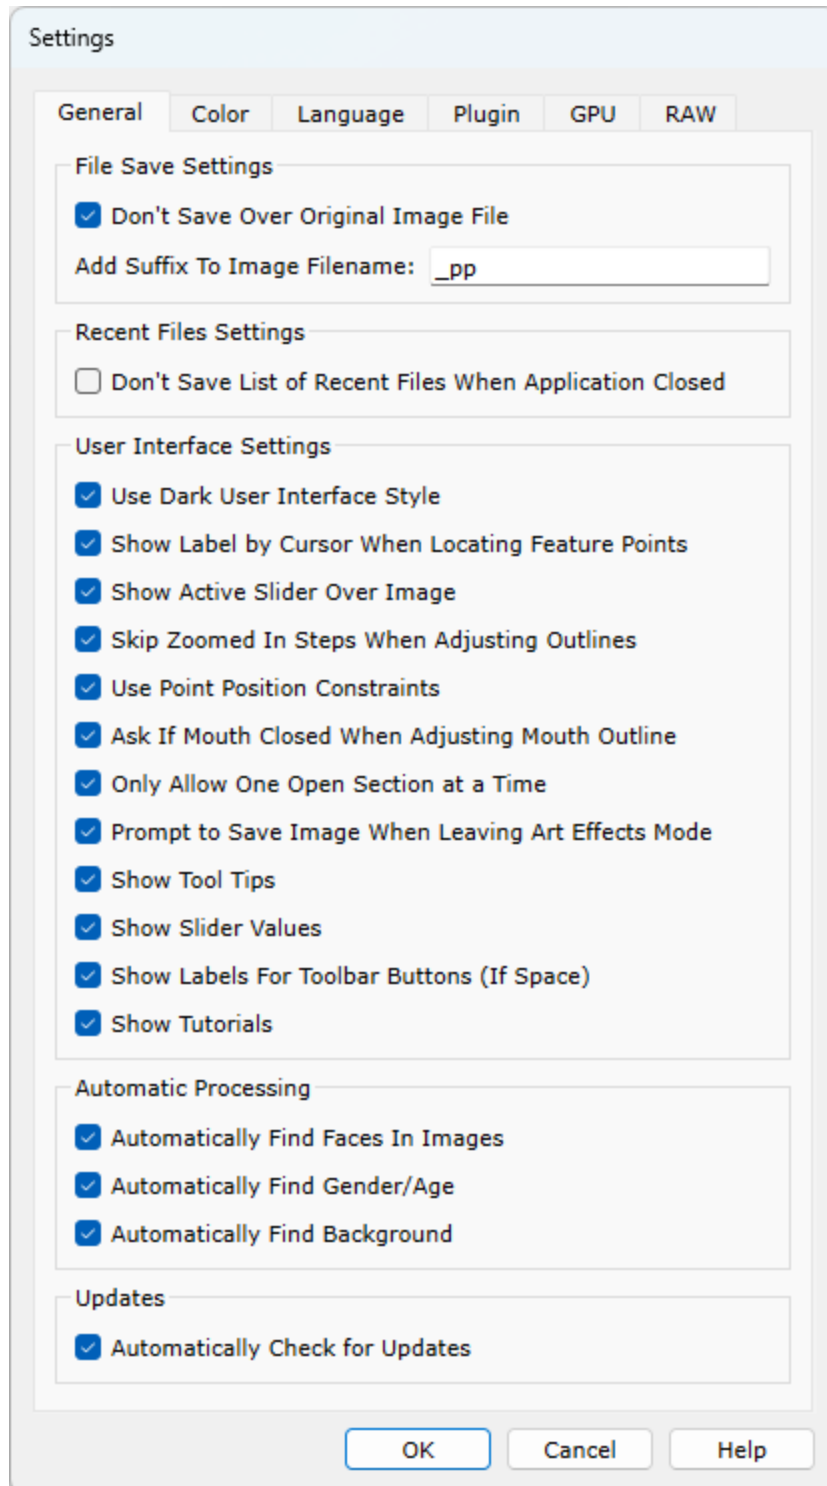 Settings
General Color Language Plugin GPU RAW
File Save Settings
Don't Save Over Original Image File
Add Suffix To Image Filename: _pp
Recent Files Settings
Don't Save List of Recent Files When Application Closed
User Interface Settings
Use Dark User Interface Style
Show Label by Cursor When Locating Feature Points
Show Active Slider Over Image
Skip Zoomed In Steps When Adjusting Outlines
Use Point Position Constraints
Ask If Mouth Closed When Adjusting Mouth Outline
Only Allow One Open Section at a Time
Prompt to Save Image When Leaving Art Effects Mode
Show Tool Tips
Show Slider Values
Show Labels For Toolbar Buttons (If Space)
Show Tutorials
Automatic Processing
Automatically Find Faces In Images
Automatically Find Gender/Age
Automatically Find Background
Updates
Automatically Check for Updates
OK Cancel Help